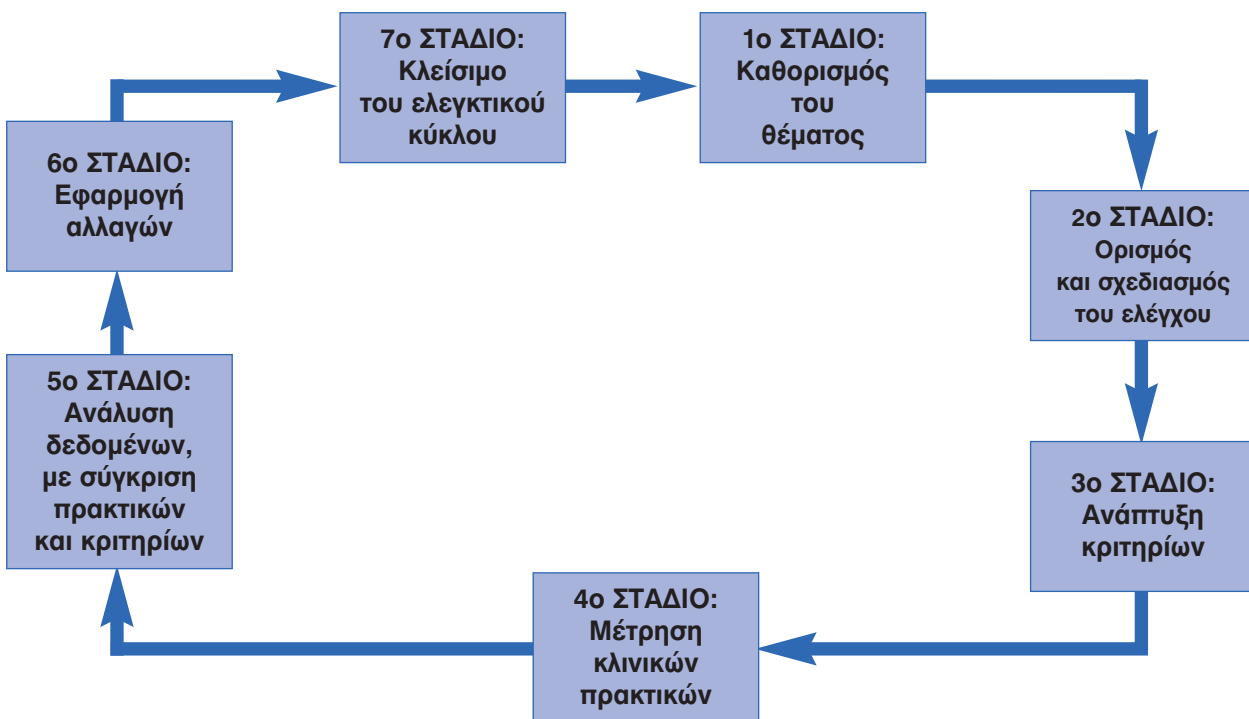 7ο ΣΤΑΔΙΟ:
Κλείσιμο
του ελεγκτικού
κύκλου
1ο ΣΤΑΔΙΟ:
Καθορισμός
του
θέματος
2ο ΣΤΑΔΙΟ:
Ορισμός
και σχεδιασμός
του ελέγχου
3ο ΣΤΑΔΙΟ:
Ανάπτυξη
κριτηρίων
4ο ΣΤΑΔΙΟ:
Μέτρηση
κλινικών
πρακτικών
5ο ΣΤΑΔΙΟ:
Ανάλυση
δεδομένων,
με σύγκριση
πρακτικών
και κριτηρίων
6ο ΣΤΑΔΙΟ:
Εφαρμογή
αλλαγών